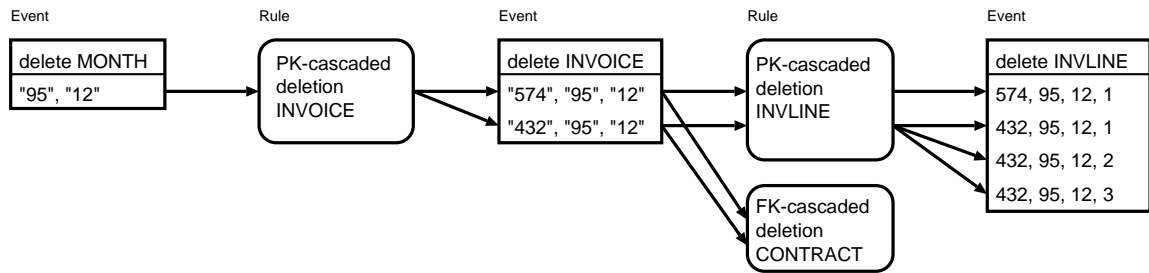 Event
Rule
Event
Rule
Event
delete MONTH
"95", "12"
PK-cascaded
deletion
INVOICE
delete INVOICE
"574", "95", "12"
"432", "95", "12"
PK-cascaded
deletion
INVLINE
FK-cascaded
deletion
CONTRACT
delete INVLINE
574, 95, 12, 1
432, 95, 12, 1
432, 95, 12, 2
432, 95, 12, 3